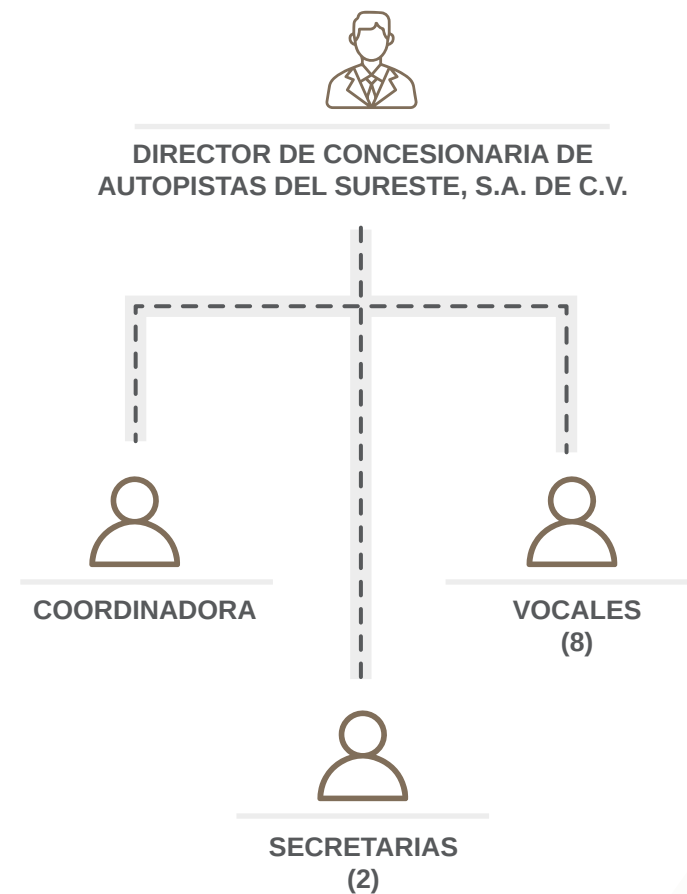 DIRECTOR DE CONCESIONARIA DE
AUTOPISTAS DEL SURESTE, S.A. DE C.V.
COORDINADORA
VOCALES
(8)
SECRETARIAS
(2)